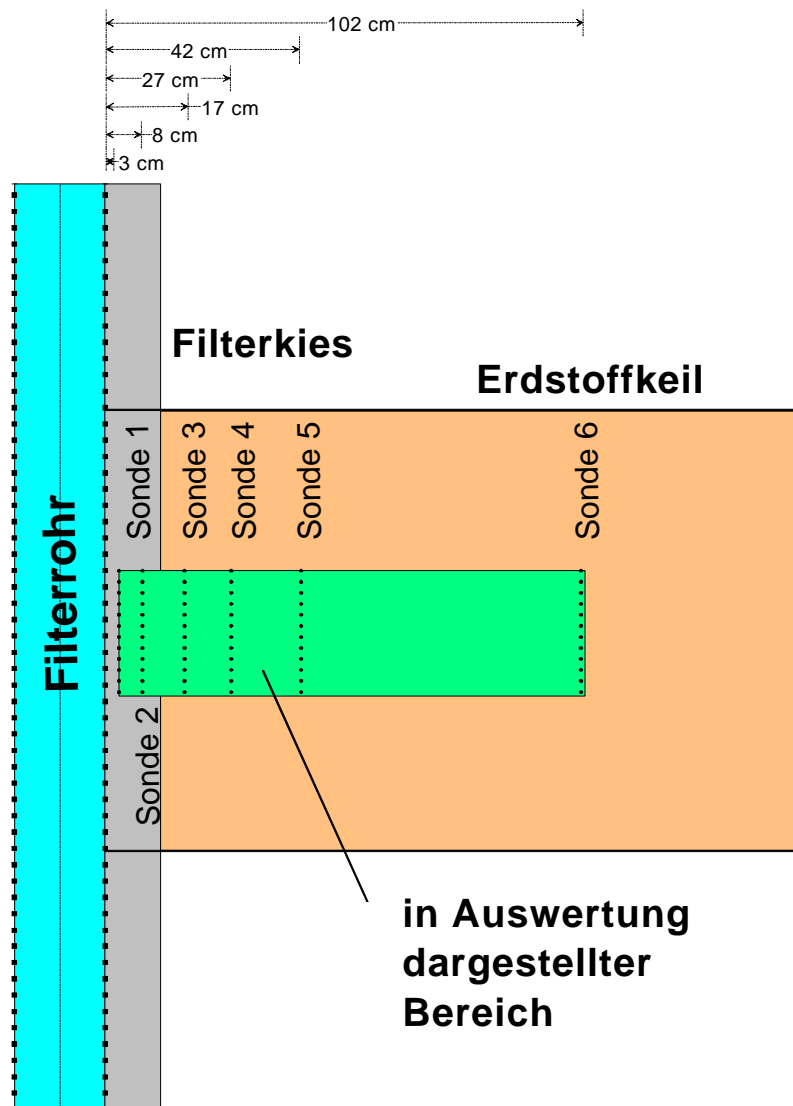 102 cm
42 cm
27 cm
17 cm
8 cm
3 cm
Filterkies
Erdstoffkeil
Filterrohr
Sonde 1
Sonde 3
Sonde 4
Sonde 5
Sonde 6
Sonde 2
in Auswertung
dargestellter
Bereich